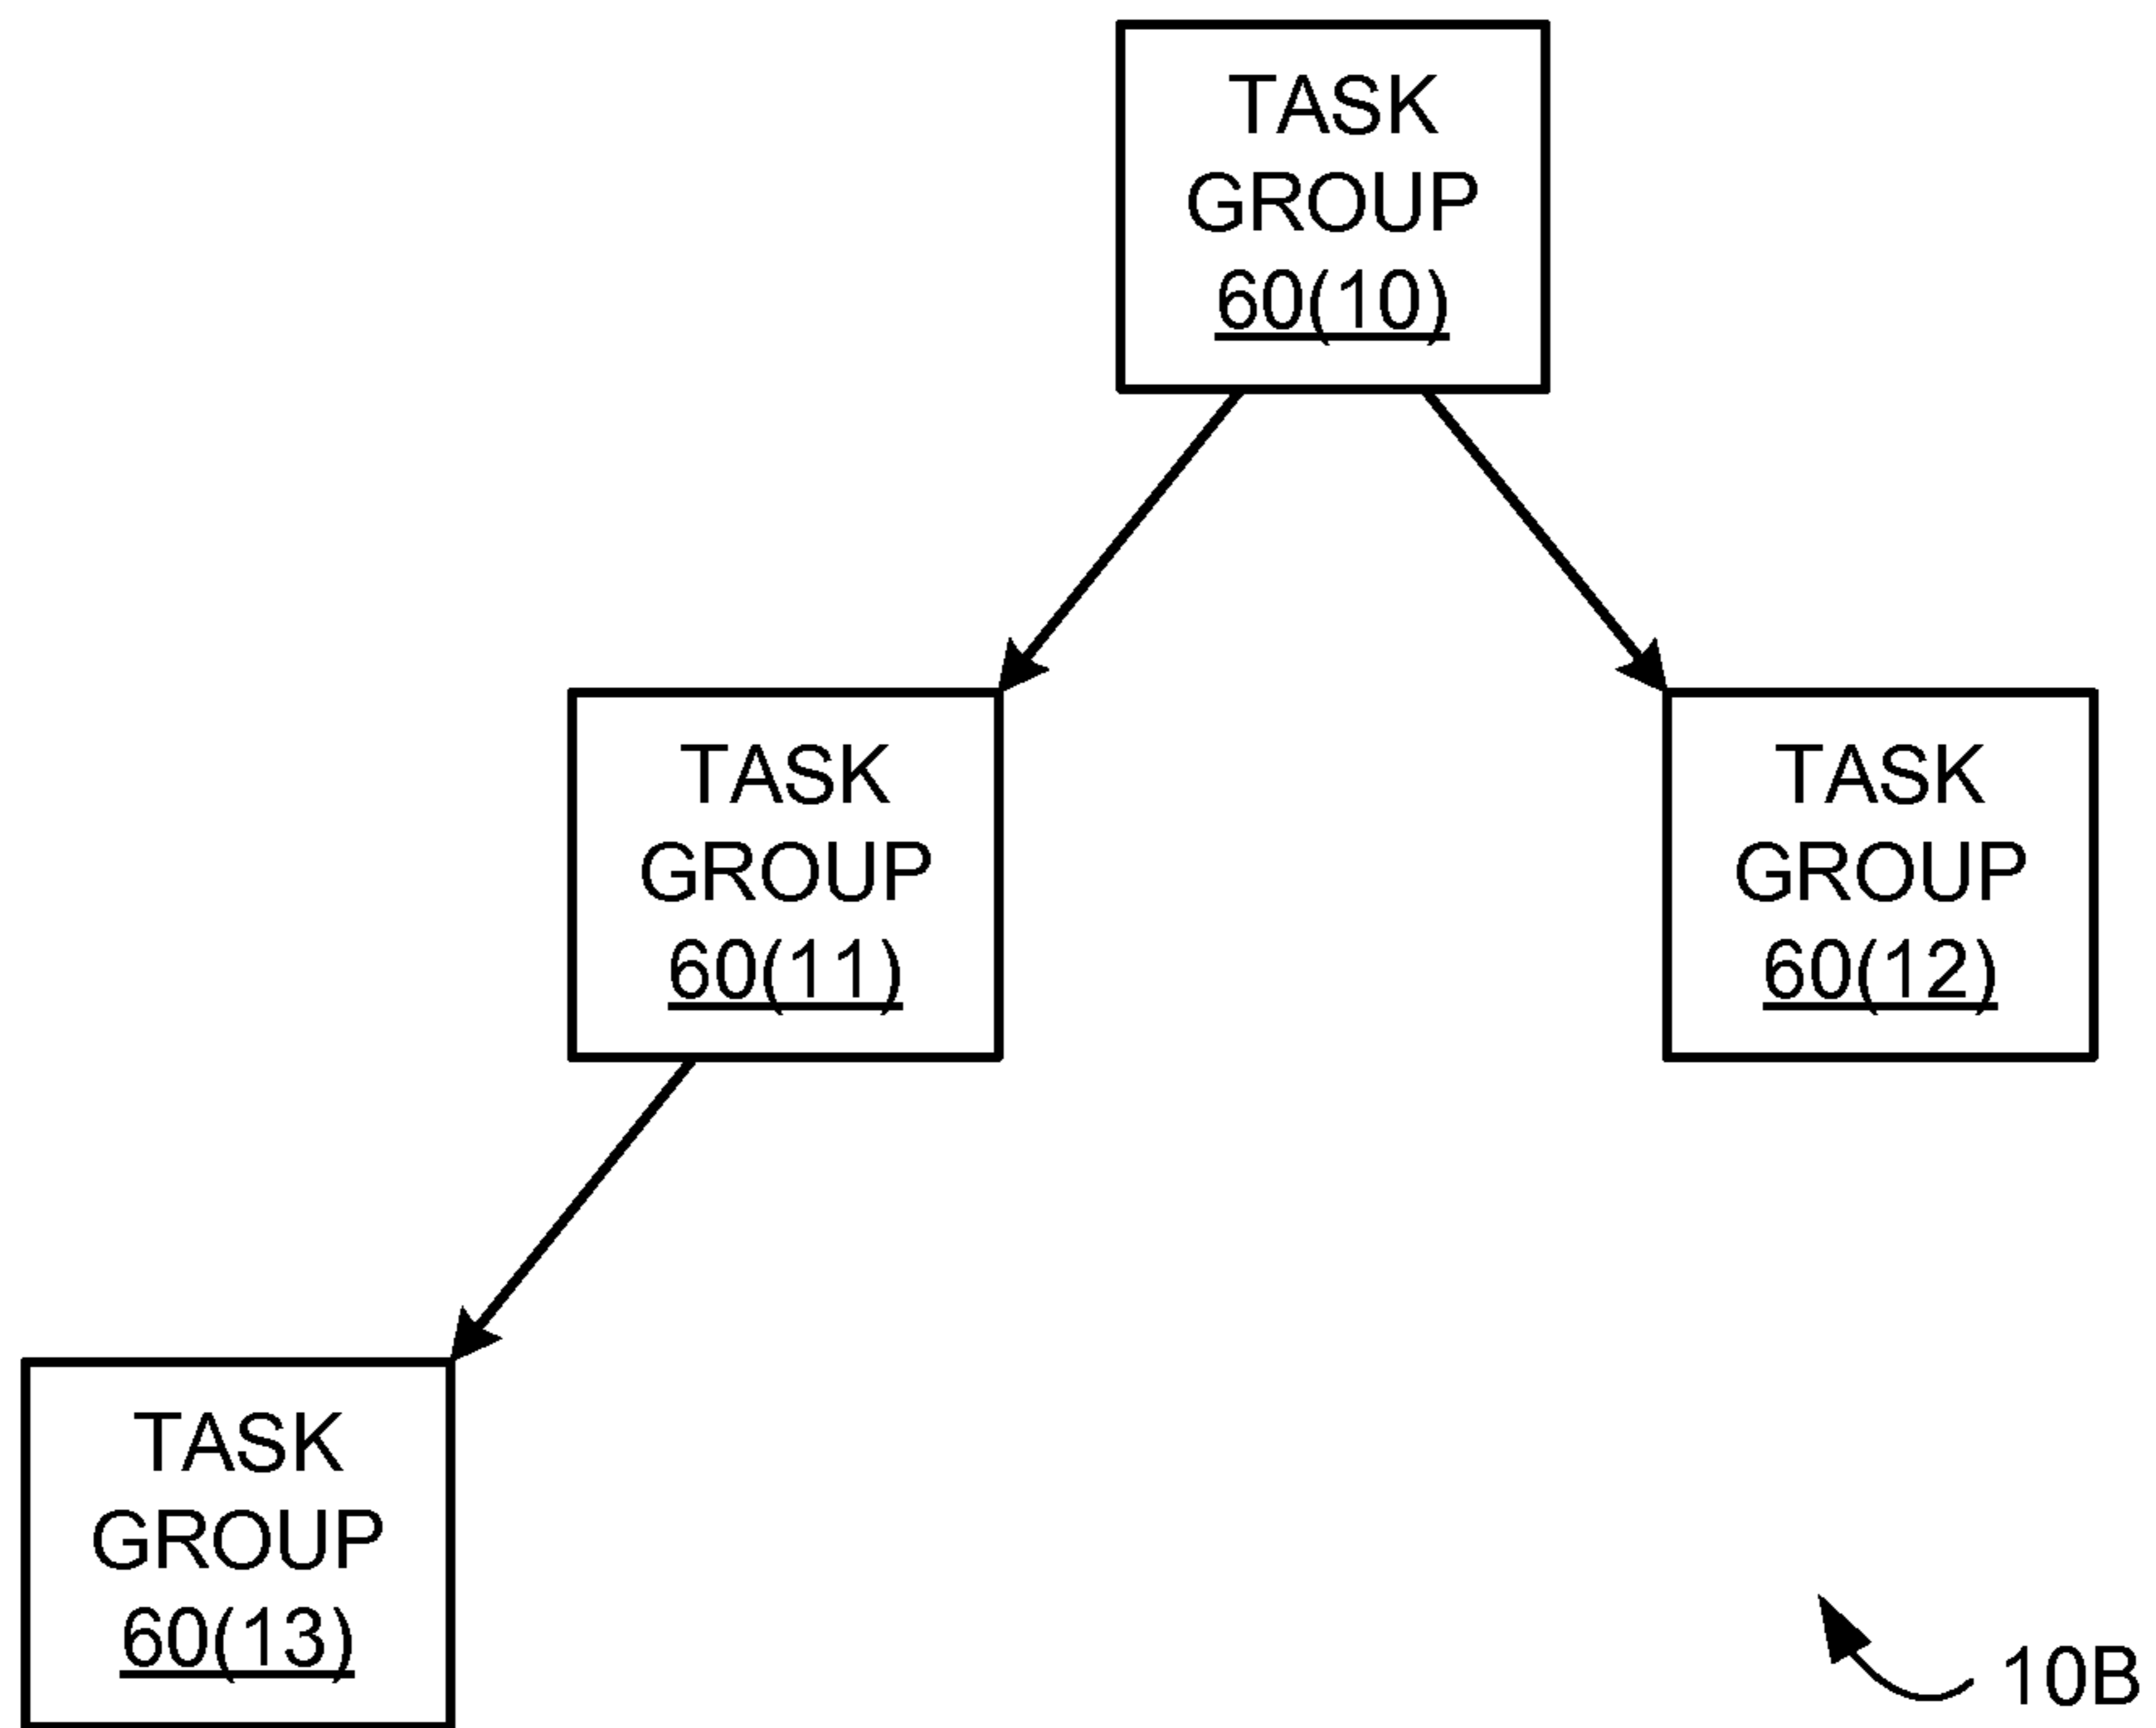 TASK
GROUP
60(10)
TASK
GROUP
60(11)
TASK
GROUP
60(12)
TASK
GROUP
60(13)
10B